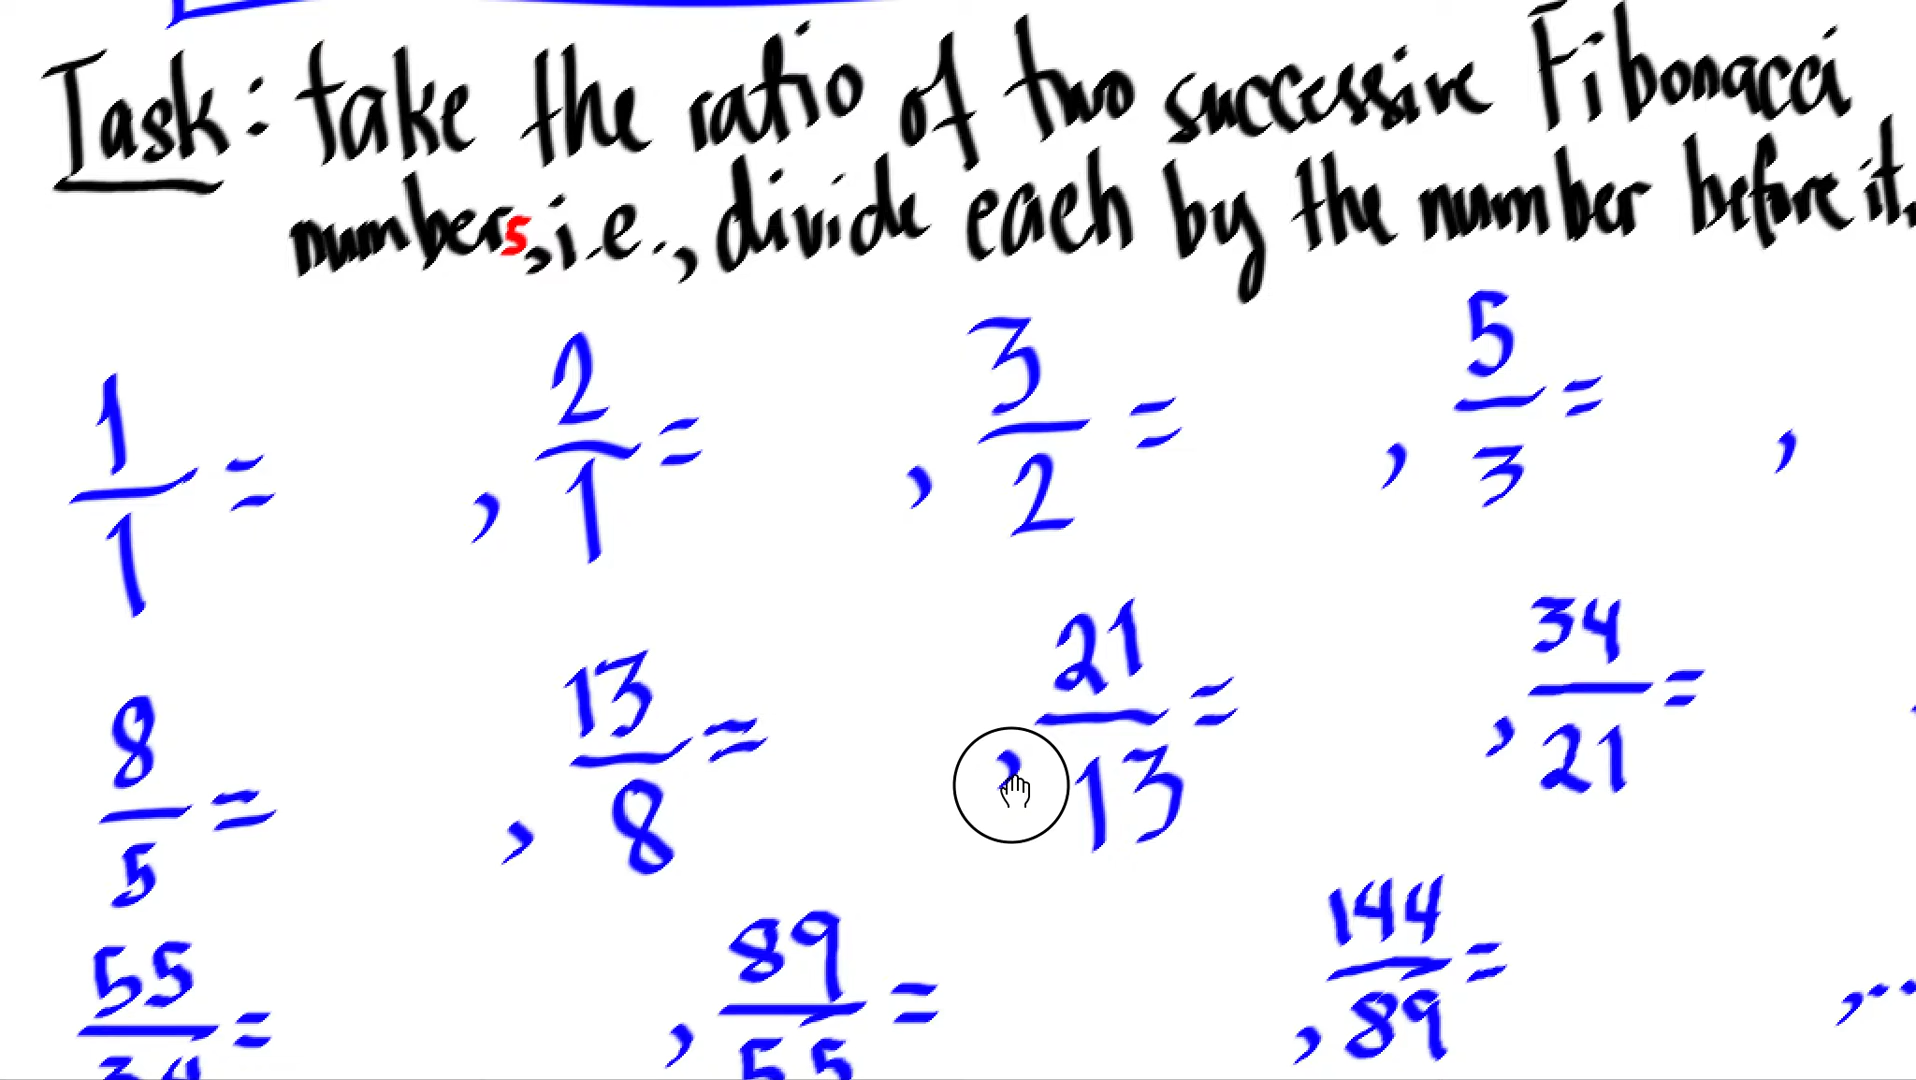 Task: take the ratio of two successive Fibonacci
numbers, i.e., divide each by the number before it,
1/1 = , 2/1 = , 3/2 = , 5/3 = ,
8/5 = , 13/8 = , 21/13 = , 34/21 =
55/34 = , 89/55 = , 144/89 = , ...